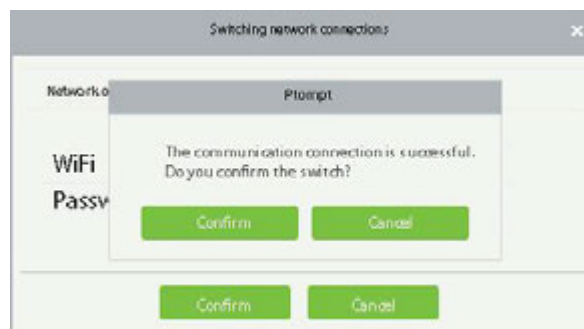 Switching network connections
×
Network o
Ptompt
The communication connection is successful.
Do you confirm the switch?
WiFi
Passw
Confirm Cancel
Confirm Cancel